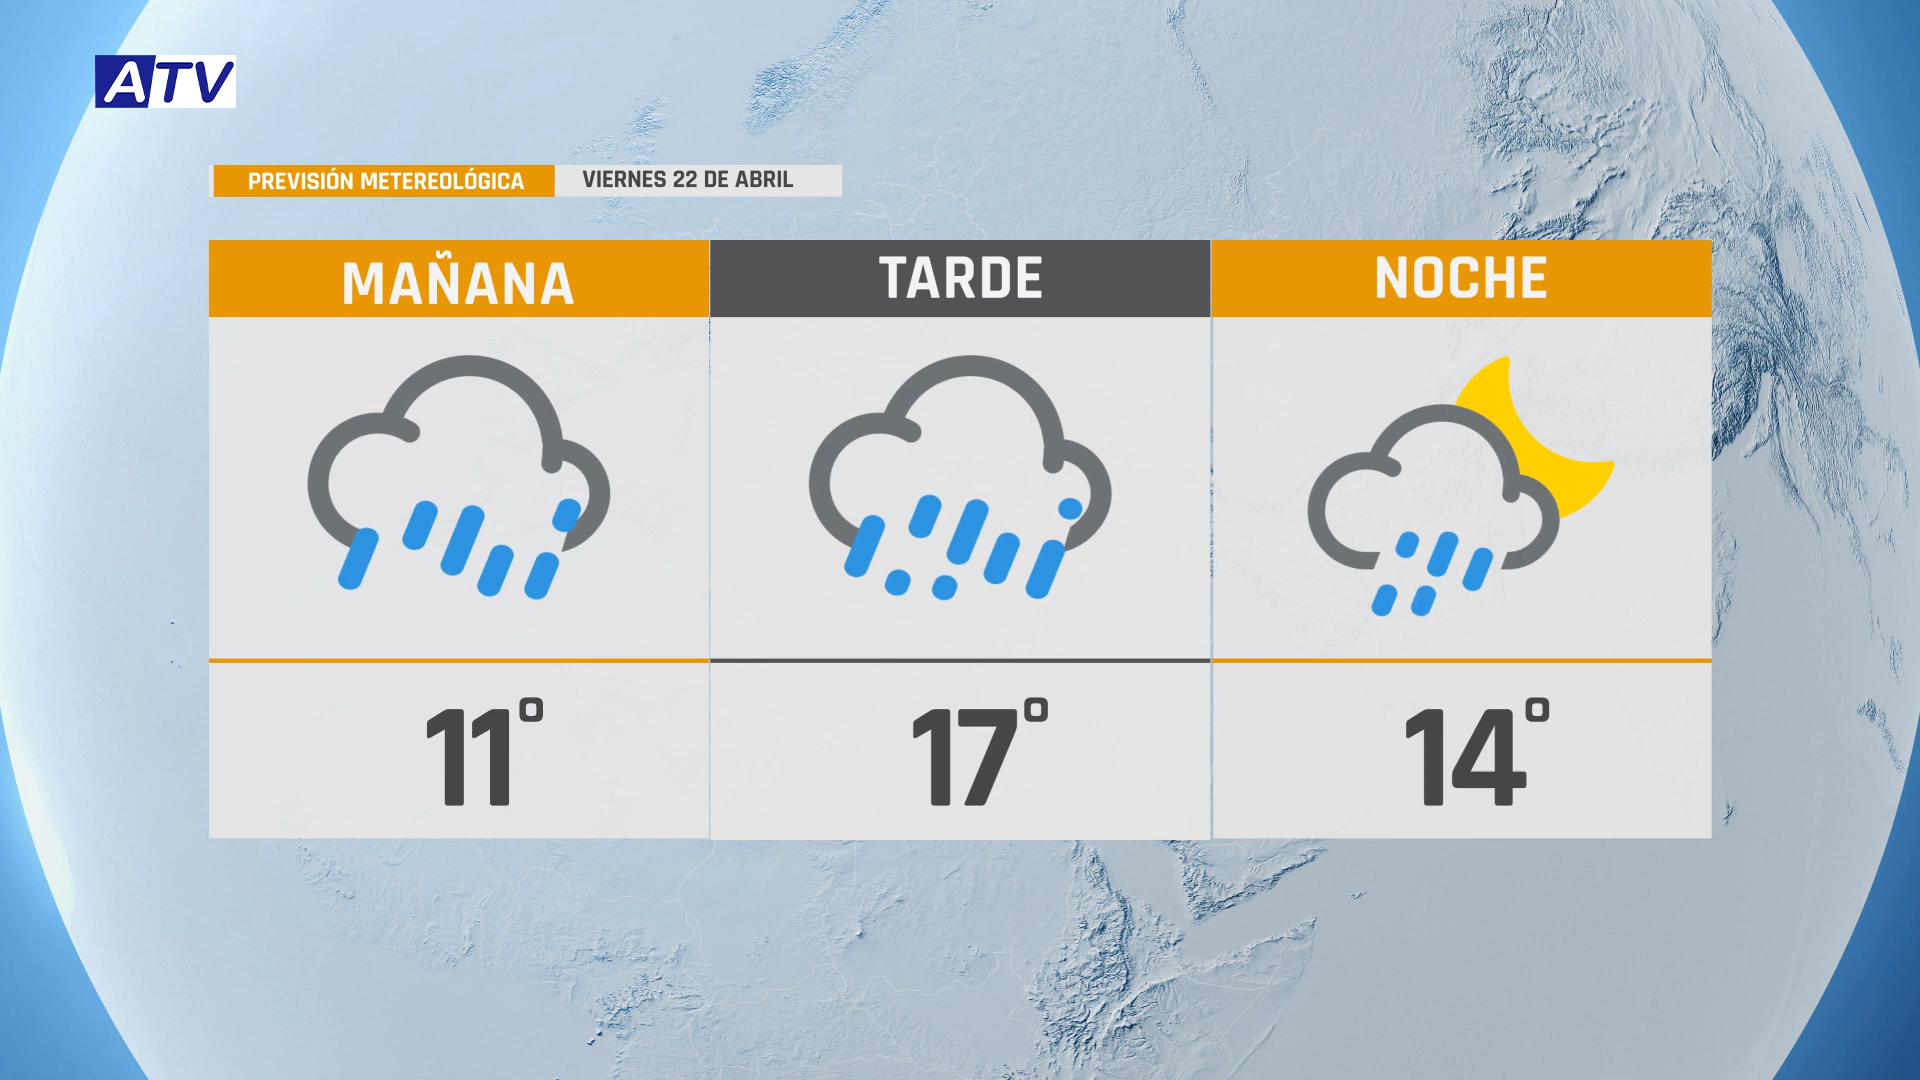 ATV
PREVISIÓN METEREOLÓGICA
VIERNES 22 DE ABRIL
MAÑANA
TARDE
NOCHE
11°
17°
14°